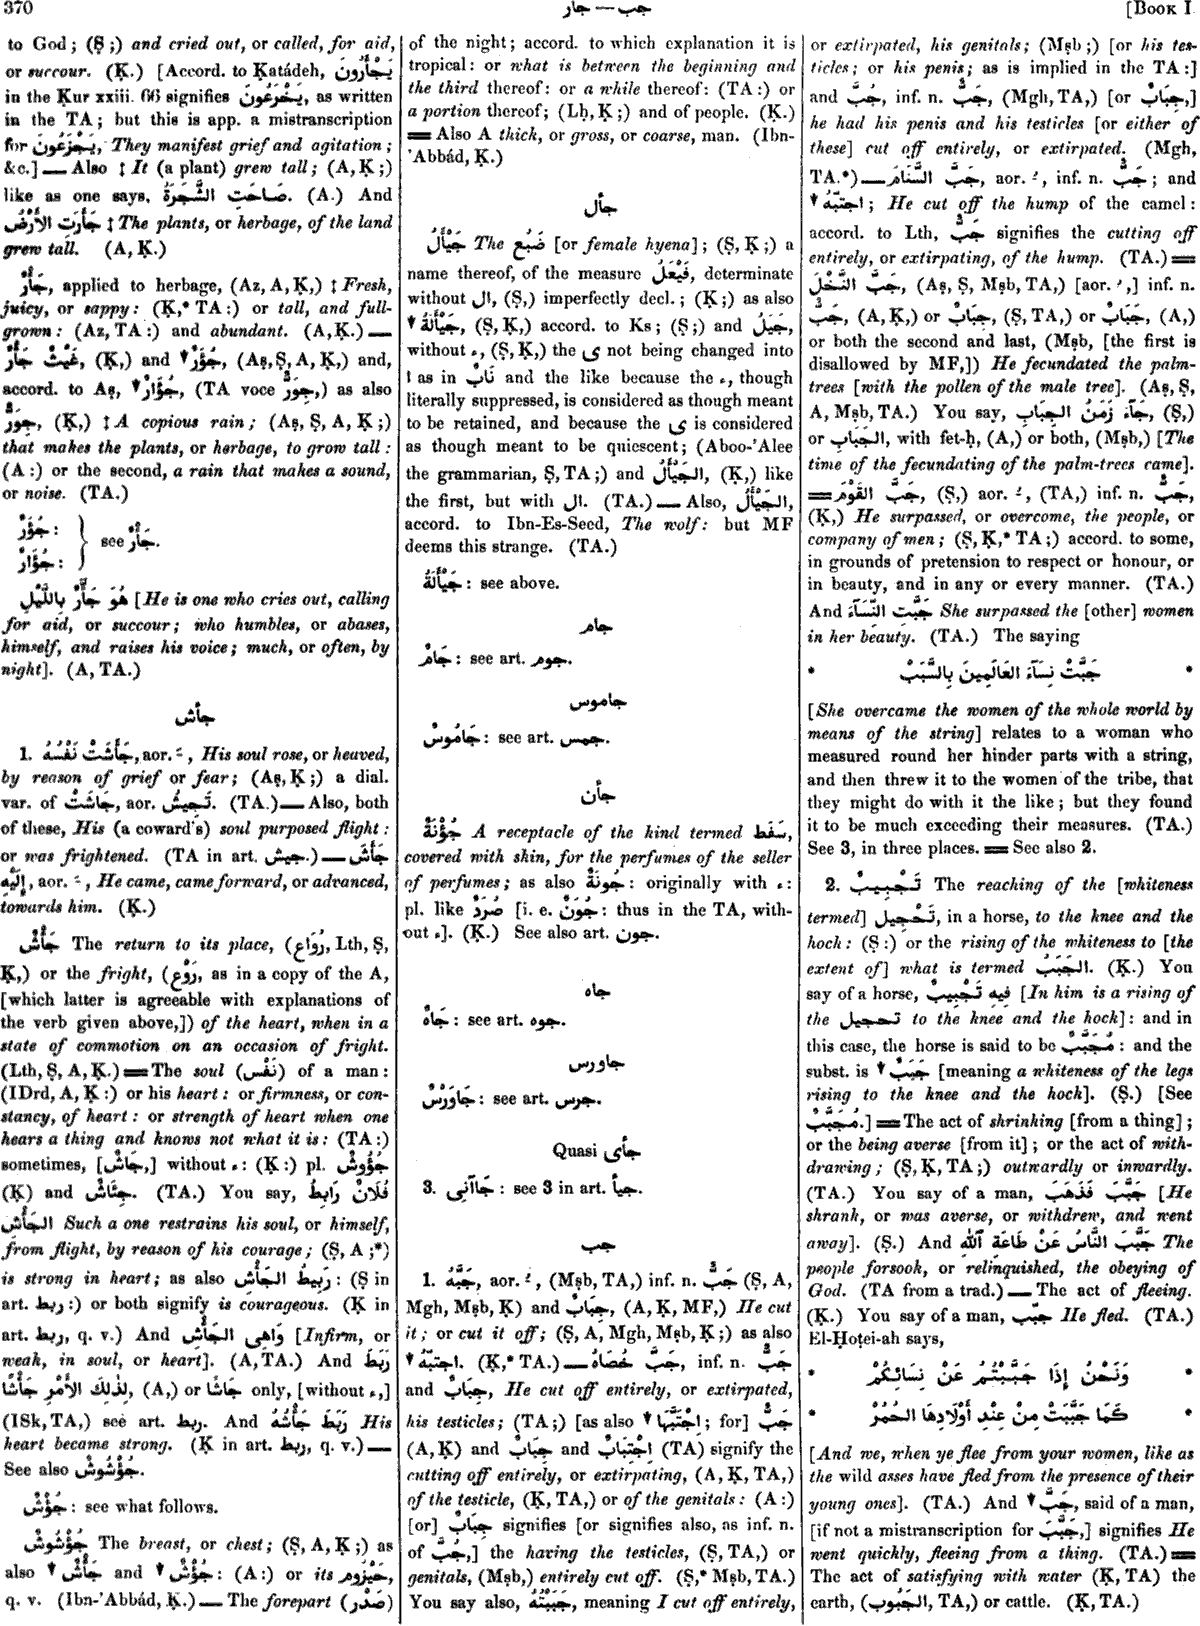 370
جب — جأر
[BOOK I.
to God; (Ṣ;) and cried out, or called, for aid,
or succour. (Ḳ.) [Accord. to Ḳatádeh, يَجْأَرُونَ
in the Ḳur xxiii. 66 signifies يَخْرَعُونَ, as written
in the TA; but this is app. a mistranscription
for يَجْزَعُونَ, They manifest grief and agitation;
&c.] — Also ‡ It (a plant) grew tall; (A, Ḳ;)
like as one says, صَاحَتِ الشَّجَرَةُ. (A.) And
جَأَرَتِ الأَرْضُ ‡ The plants, or herbage, of the land
grew tall. (A, Ḳ.)
جَأْرٌ, applied to herbage, (Az, A, Ḳ,) ‡ Fresh,
juicy, or sappy: (Ḳ,* TA:) or tall, and full-
grown: (Az, TA:) and abundant. (A, Ḳ.) —
غَيْثٌ جَأْرٌ, (Ḳ,) and ▾ جُؤَرٌ, (Aṣ, Ṣ, A, Ḳ,) and,
accord. to Aṣ, ▾ جُؤَارٌ, (TA voce جِوَرٌّ,) as also
جِوَرٌّ, (Ḳ,) ‡ A copious rain; (Aṣ, Ṣ, A, Ḳ;)
that makes the plants, or herbage, to grow tall:
(A:) or the second, a rain that makes a sound,
or noise. (TA.)
جُؤَرٌ:
جُؤَارٌ: } see جَأْرٌ.
هُوَ جَأَّرٌ بِاللَّيْلِ [He is one who cries out, calling
for aid, or succour; who humbles, or abases,
himself, and raises his voice; much, or often, by
night]. (A, TA.)
جأش
1. جَأَشَتْ نَفْسُهُ, aor. ـَ, His soul rose, or heaved,
by reason of grief or fear; (Aṣ, Ḳ;) a dial.
var. of جَاشَتْ, aor. تَجِيشُ. (TA.) — Also, both
of these, His (a coward's) soul purposed flight:
or was frightened. (TA in art. جيش.) — جَأَشَ
إِلَيْهِ, aor. ـَ, He came, came forward, or advanced,
towards him. (Ḳ.)
جَأْشٌ The return to its place, (رُوَاع, Lth, Ṣ,
Ḳ,) or the fright, (رَوْع, as in a copy of the A,
[which latter is agreeable with explanations of
the verb given above,]) of the heart, when in a
state of commotion on an occasion of fright.
(Lth, Ṣ, A, Ḳ.) = The soul (نَفْس) of a man:
(IDrd, A, Ḳ:) or his heart: or firmness, or con-
stancy, of heart: or strength of heart when one
hears a thing and knows not what it is: (TA:)
sometimes, [جَاشٌ,] without ء: (Ḳ:) pl. جُؤُوشٌ
(Ḳ) and جِئَاشٌ. (TA.) You say, فُلَانٌ رَابِطُ
الجَأْشِ Such a one restrains his soul, or himself,
from flight, by reason of his courage; (Ṣ, A;*)
is strong in heart; as also رَبِيطُ الجَأْشِ: (Ṣ in
art. ربط:) or both signify is courageous. (Ḳ in
art. ربط, q. v.) And وَاهِى الجَأْشِ [Infirm, or
weak, in soul, or heart]. (A, TA.) And رَبَطَ
لِذٰلِكَ الأَمْرِ جَأْشًا, (A,) or جَاشًا only, [without ء,]
(ISk, TA,) see art. ربط. And رَبَطَ جَأْشُهُ His
heart became strong. (Ḳ in art. ربط, q. v.) —
See also جُؤْشُوشٌ.
جُؤْشٌ: see what follows.
جُؤْشُوشٌ The breast, or chest; (Ṣ, A, Ḳ;) as
also ▾ جَأْشٌ and ▾ جُؤْشٌ: (A:) or its حَيْزُوم,
q. v. (Ibn-'Abbád, Ḳ.) — The forepart (صَدْر)
of the night; accord. to which explanation it is
tropical: or what is between the beginning and
the third thereof: or a while thereof: (TA:) or
a portion thereof; (Lḥ, Ḳ;) and of people. (Ḳ.)
= Also A thick, or gross, or coarse, man. (Ibn-
'Abbád, Ḳ.)
جأل
جَيْأَلُ The ضَبُع [or female hyena]; (Ṣ, Ḳ;) a
name thereof, of the measure فَيْعَلُ, determinate
without ال, (Ṣ,) imperfectly decl.; (Ḳ;) as also
▾ جَيْأَلَةُ, (Ṣ, Ḳ,) accord. to Ks; (Ṣ;) and جَيَلُ,
without ء, (Ṣ, Ḳ,) the ى not being changed into
ا as in نَابٌ and the like because the ء, though
literally suppressed, is considered as though meant
to be retained, and because the ى is considered
as though meant to be quiescent; (Aboo-'Alee
the grammarian, Ṣ, TA;) and الجَيْأَلُ, (Ḳ,) like
the first, but with ال. (TA.) — Also, الجَيْأَلُ,
accord. to Ibn-Es-Seed, The wolf: but MF
deems this strange. (TA.)
جَيْأَلَةُ: see above.
جام
جَامٌ: see art. جوم.
جاموس
جَامُوسٌ: see art. جمس.
جأن
جُؤْنَةٌ A receptacle of the kind termed سَفَط,
covered with skin, for the perfumes of the seller
of perfumes; as also جُونَةٌ: originally with ء:
pl. like صُرَدٌ [i. e. جُوَنٌ: thus in the TA, with-
out ء]. (Ḳ.) See also art. جون.
جاه
جَاهٌ: see art. جوه.
جاورس
جَاوَرْسٌ: see art. جرس.
Quasi جأى
3. جَاآنِى: see 3 in art. جيأ.
جب
1. جَبَّهُ, aor. ـُ, (Mṣb, TA,) inf. n. جَبٌّ (Ṣ, A,
Mgh, Mṣb, Ḳ) and جِبَابٌ, (A, Ḳ, MF,) He cut
it; or cut it off; (Ṣ, A, Mgh, Mṣb, Ḳ;) as also
▾ اجتبّهُ. (Ḳ,* TA.) — جَبَّ خُصَاهُ, inf. n. جَبٌّ
and جِبَابٌ, He cut off entirely, or extirpated,
his testicles; (TA;) [as also ▾ اِجْتَبَّهَا; for] جَبٌّ
(A, Ḳ) and جِبَابٌ and اِجْتِبَابٌ (TA) signify the
cutting off entirely, or extirpating, (A, Ḳ, TA,)
of the testicle, (Ḳ, TA,) or of the genitals: (A:)
[or] جِبَابٌ signifies [or signifies also, as inf. n.
of جُبَّ,] the having the testicles, (Ṣ, TA,) or
genitals, (Mṣb,) entirely cut off. (Ṣ,* Mṣb, TA.)
You say also, جَبَبْتُهُ, meaning I cut off entirely,
or extirpated, his genitals; (Mṣb;) [or his tes-
ticles; or his penis; as is implied in the TA:]
and جُبَّ, inf. n. جَبٌّ, (Mgh, TA,) [or جِبَابٌ,]
he had his penis and his testicles [or either of
these] cut off entirely, or extirpated. (Mgh,
TA.*) — جَبَّ السَّنَامَ, aor. ـُ, inf. n. جَبٌّ; and
▾ اجتبّهُ; He cut off the hump of the camel:
accord. to Lth, جَبٌّ signifies the cutting off
entirely, or extirpating, of the hump. (TA.) =
جَبَّ النَّخْلَ, (Aṣ, Ṣ, Mṣb, TA,) [aor. ـُ,] inf. n.
جَبٌّ, (A, Ḳ,) or جِبَابٌ, (Ṣ, TA,) or جَبَابٌ, (A,)
or both the second and last, (Mṣb, [the first is
disallowed by MF,]) He fecundated the palm-
trees [with the pollen of the male tree]. (Aṣ, Ṣ,
A, Mṣb, TA.) You say, جَآءَ زَمَنُ الجِبَابِ, (Ṣ,)
or الجَبَابِ, with fet-ḥ, (A,) or both, (Mṣb,) [The
time of the fecundating of the palm-trees came].
= جَبَّ القَوْمَ, (Ṣ,) aor. ـُ, (TA,) inf. n. جَبٌّ,
(Ḳ,) He surpassed, or overcome, the people, or
company of men; (Ṣ, Ḳ,* TA;) accord. to some,
in grounds of pretension to respect or honour, or
in beauty, and in any or every manner. (TA.)
And جَبَّتِ النِّسَآءَ She surpassed the [other] women
in her beauty. (TA.) The saying
* جَبَّتْ نِسَآءَ العَالَمِينَ بِالسَّبَبْ *
[She overcame the women of the whole world by
means of the string] relates to a woman who
measured round her hinder parts with a string,
and then threw it to the women of the tribe, that
they might do with it the like; but they found
it to be much exceeding their measures. (TA.)
See 3, in three places. = See also 2.
2. تَجْبِيبٌ The reaching of the [whiteness
termed] تَحْجِيل, in a horse, to the knee and the
hock: (Ṣ:) or the rising of the whiteness to [the
extent of] what is termed الجَبَبُ. (Ḳ.) You
say of a horse, فِيهِ تَجْبِيبٌ [In him is a rising of
the تحجيل to the knee and the hock]: and in
this case, the horse is said to be مُجَبَّبٌ: and the
subst. is ▾ جَبَبٌ [meaning a whiteness of the legs
rising to the knee and the hock]. (Ṣ.) [See
مُجَبَّبٌ.] = The act of shrinking [from a thing];
or the being averse [from it]; or the act of with-
drawing; (Ṣ, Ḳ, TA;) outwardly or inwardly.
(TA.) You say of a man, جَبَّبَ فَذَهَبَ [He
shrank, or was averse, or withdrew, and went
away]. (Ṣ.) And جَبَّبَ النَّاسُ عَنْ طَاعَةِ ٱللّٰهِ The
people forsook, or relinquished, the obeying of
God. (TA from a trad.) — The act of fleeing.
(Ḳ.) You say of a man, جَبَّبَ He fled. (TA.)
El-Ḥoṭei-ah says,
* وَنَحْنُ إِذَا جَبَّبْتُمُ عَنْ نِسَائِكُمْ *
* كَمَا جَبَّبَتْ مِنْ عِنْدِ أَوْلَادِهَا الحُمُرْ *
[And we, when ye flee from your women, like as
the wild asses have fled from the presence of their
young ones]. (TA.) And ▾ جَبَّ, said of a man,
[if not a mistranscription for جَبَّبَ,] signifies He
went quickly, fleeing from a thing. (TA.) =
The act of satisfying with water (Ḳ, TA) the
earth, (الجَبُوب, TA,) or cattle. (Ḳ, TA.)